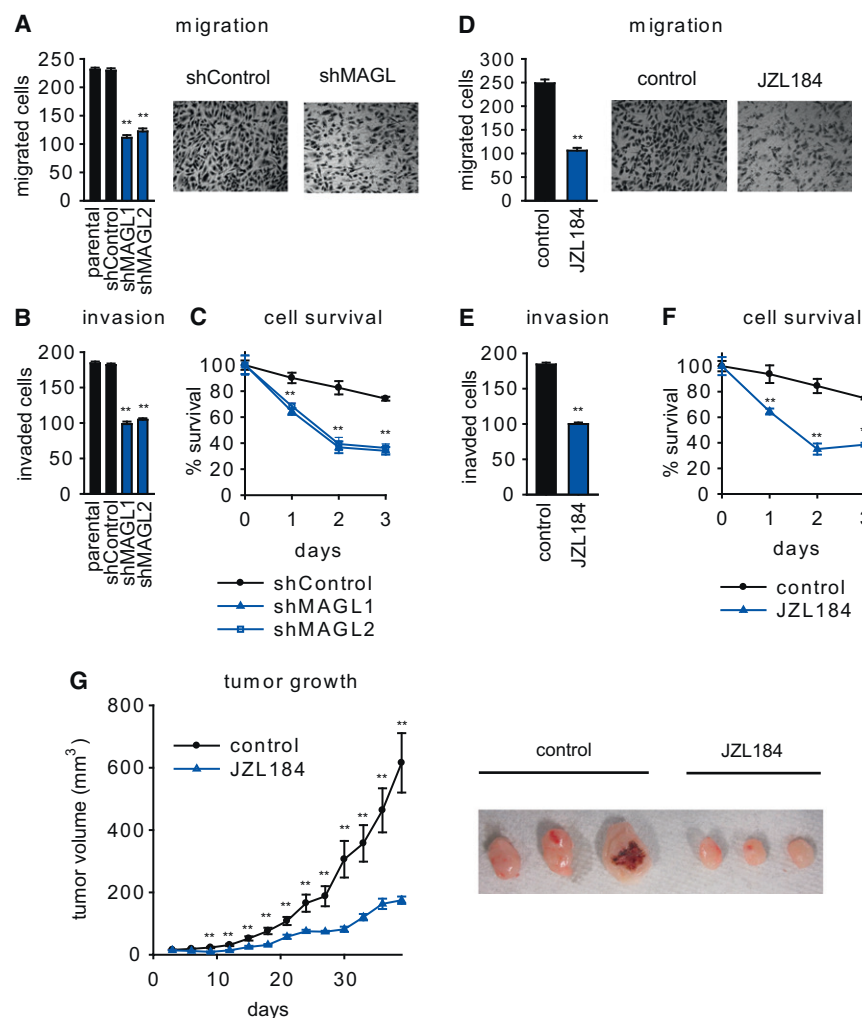 A
migration
migrated cells
250
200
150
100
50
0
**
**
parental
shControl
shMAGL1
shMAGL2
shControl
shMAGL
D
migration
migrated cells
300
250
200
150
100
50
0
**
control
JZL184
control
JZL184
B
invasion
invaded cells
200
150
100
50
0
**
**
parental
shControl
shMAGL1
shMAGL2
C
cell survival
% survival
100
80
60
40
20
0
**
**
**
0
1
2
3
days
shControl
shMAGL1
shMAGL2
E
invasion
inavded cells
200
150
100
50
0
**
control
JZL184
F
cell survival
% survival
100
80
60
40
20
0
**
**
0
1
2
days
control
JZL184
G
tumor growth
tumor volume (mm³)
800
600
400
200
0
control
JZL184
**
**
**
**
**
**
**
**
**
**
**
0
10
20
30
days
control
JZL184